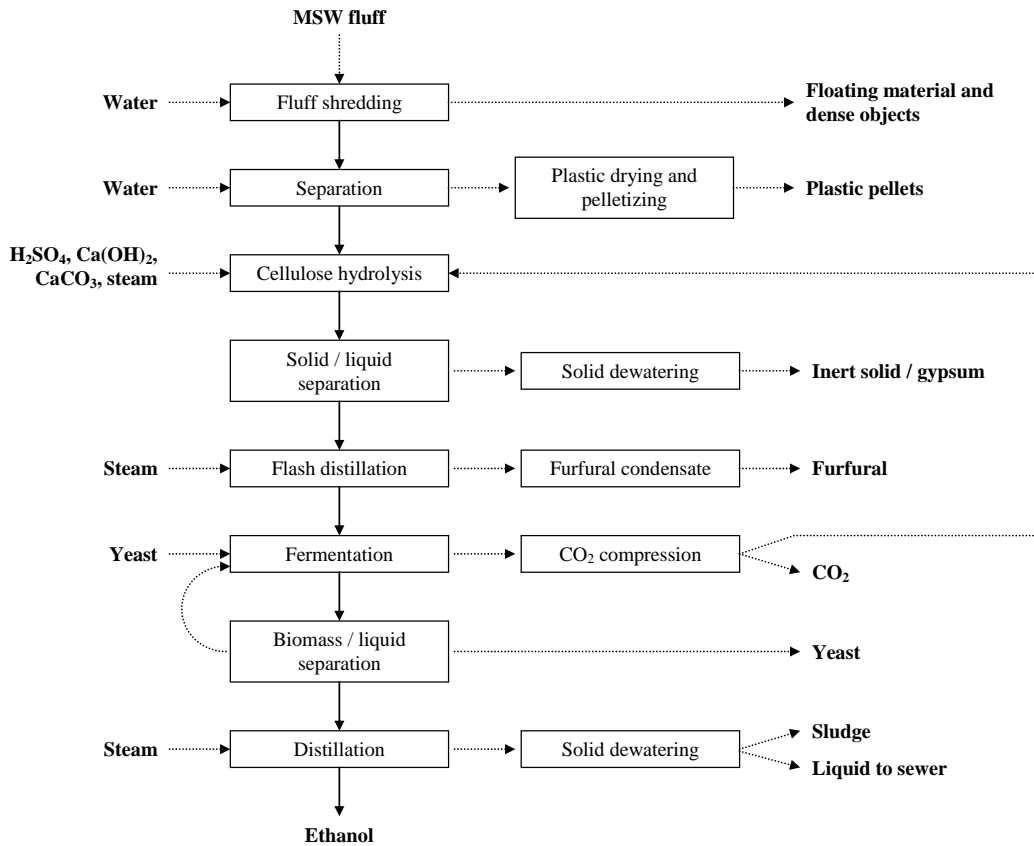 MSW fluff
Water
Fluff shredding
Floating material and
dense objects
Water
Separation
Plastic drying and
pelletizing
Plastic pellets
H₂SO₄, Ca(OH)₂,
CaCO₃, steam
Cellulose hydrolysis
Solid / liquid
separation
Solid dewatering
Inert solid / gypsum
Steam
Flash distillation
Furfural condensate
Furfural
Yeast
Fermentation
CO₂ compression
CO₂
Biomass / liquid
separation
Yeast
Steam
Distillation
Solid dewatering
Sludge
Liquid to sewer
Ethanol